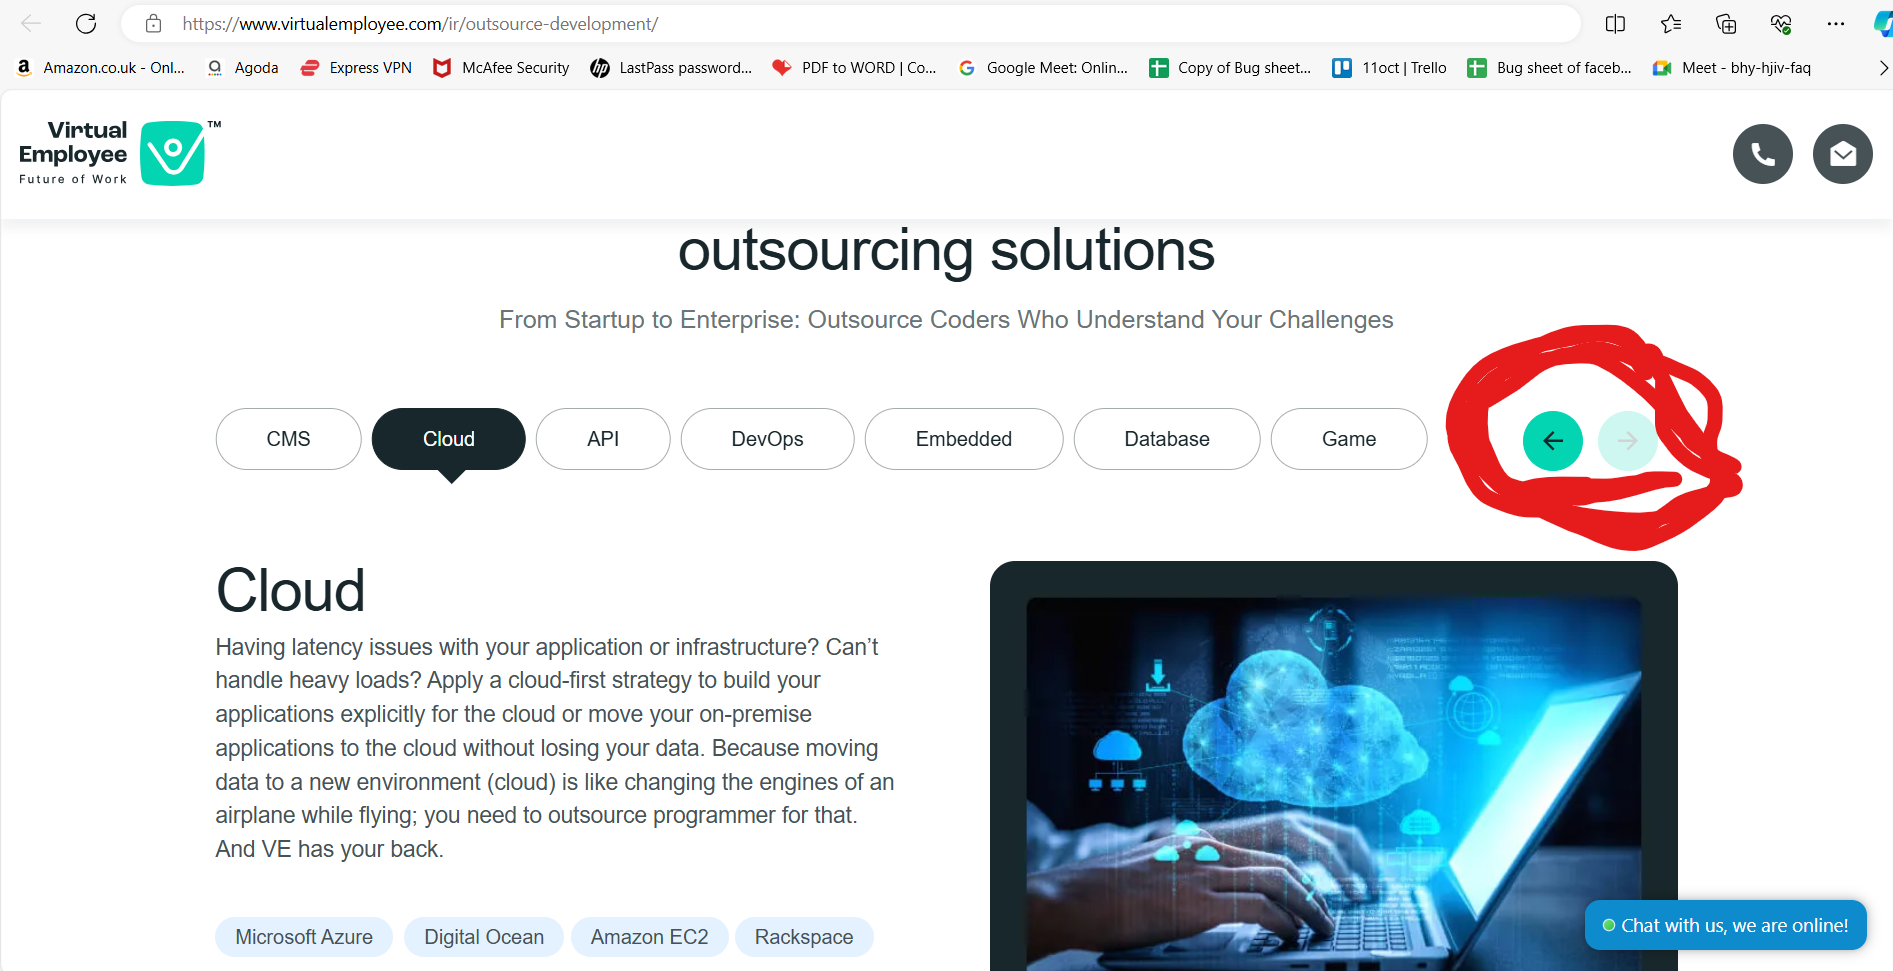 https://www.virtualemployee.com/ir/outsource-development/
Amazon.co.uk - Onl... Agoda Express VPN McAfee Security LastPass password... PDF to WORD | Co... Google Meet: Onlin... Copy of Bug sheet... 11oct | Trello Bug sheet of faceb... Meet - bhy-hjiv-faq
Virtual
Employee
Future of Work
TM
outsourcing solutions
From Startup to Enterprise: Outsource Coders Who Understand Your Challenges
CMS Cloud API DevOps Embedded Database Game
Cloud
Having latency issues with your application or infrastructure? Can’t
handle heavy loads? Apply a cloud-first strategy to build your
applications explicitly for the cloud or move your on-premise
applications to the cloud without losing your data. Because moving
data to a new environment (cloud) is like changing the engines of an
airplane while flying; you need to outsource programmer for that.
And VE has your back.
Microsoft Azure Digital Ocean Amazon EC2 Rackspace
Chat with us, we are online!